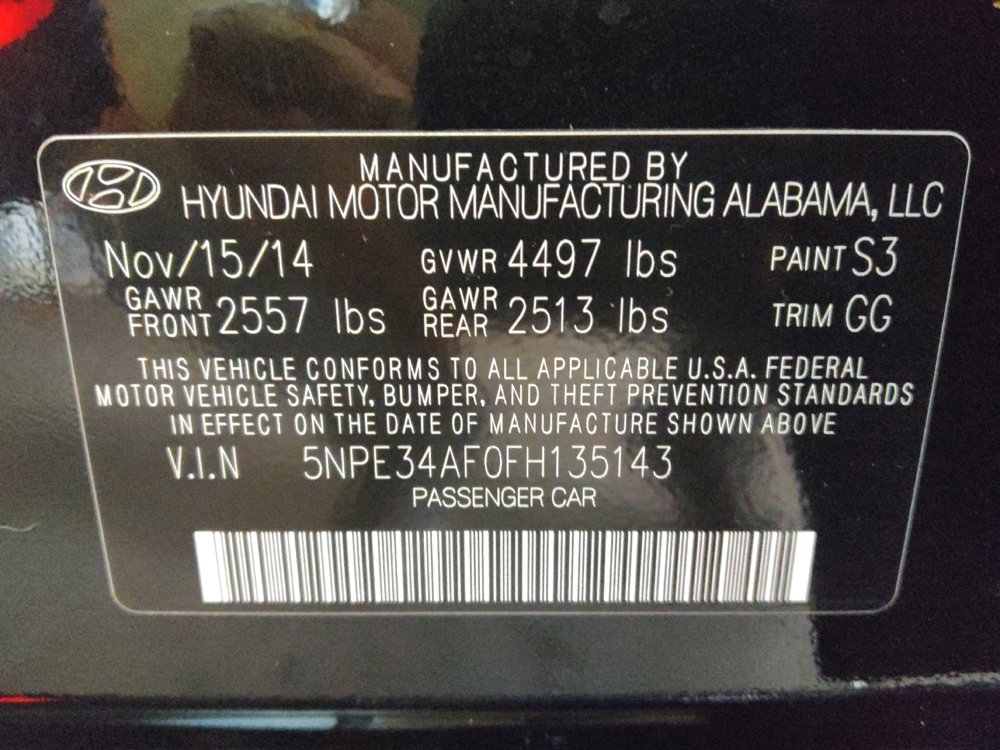 MANUFACTURED BY
HYUNDAI MOTOR MANUFACTURING ALABAMA, LLC
Nov/15/14 GVWR 4497 lbs PAINT S3
GAWR FRONT 2557 lbs GAWR REAR 2513 lbs TRIM GG
THIS VEHICLE CONFORMS TO ALL APPLICABLE U.S.A. FEDERAL
MOTOR VEHICLE SAFETY, BUMPER, AND THEFT PREVENTION STANDARDS
IN EFFECT ON THE DATE OF MANUFACTURE SHOWN ABOVE
V.I.N 5NPE34AF0FH135143
PASSENGER CAR